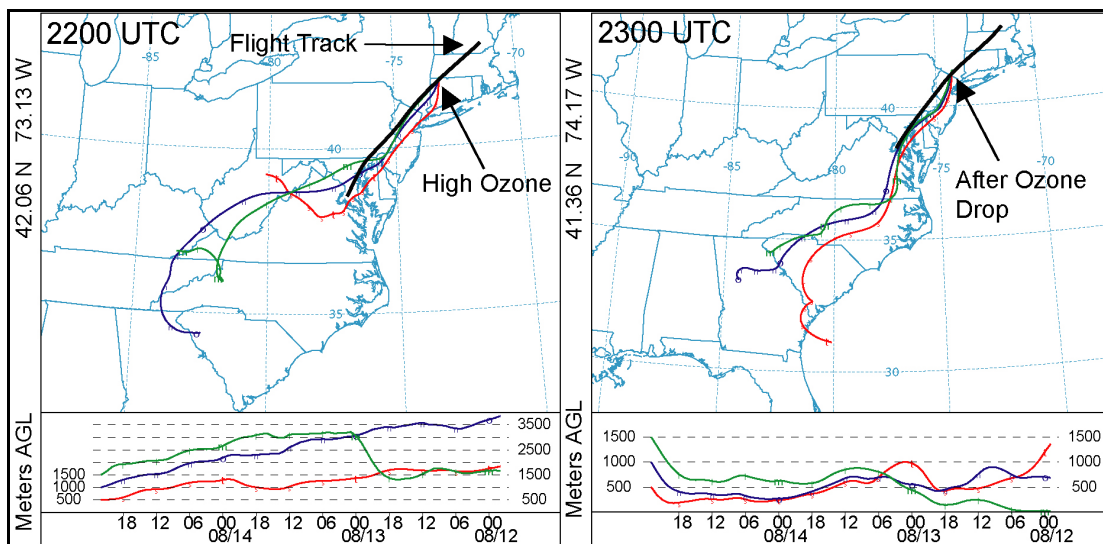 2200 UTC
Flight Track
-85
-80
-75
-70
40
35
High Ozone
42.06 N 73.13 W
Meters AGL
1500
1000
500
3500
2500
1500
500
18 12 06 00 18 12 06 00 18 12 06 00
08/14 08/13 08/12
2300 UTC
-90
-85
-80
-75
-70
40
35
30
After Ozone
Drop
41.36 N 74.17 W
Meters AGL
1500
1000
500
1500
1000
500
18 12 06 00 18 12 06 00 18 12 06 00
08/14 08/13 08/12